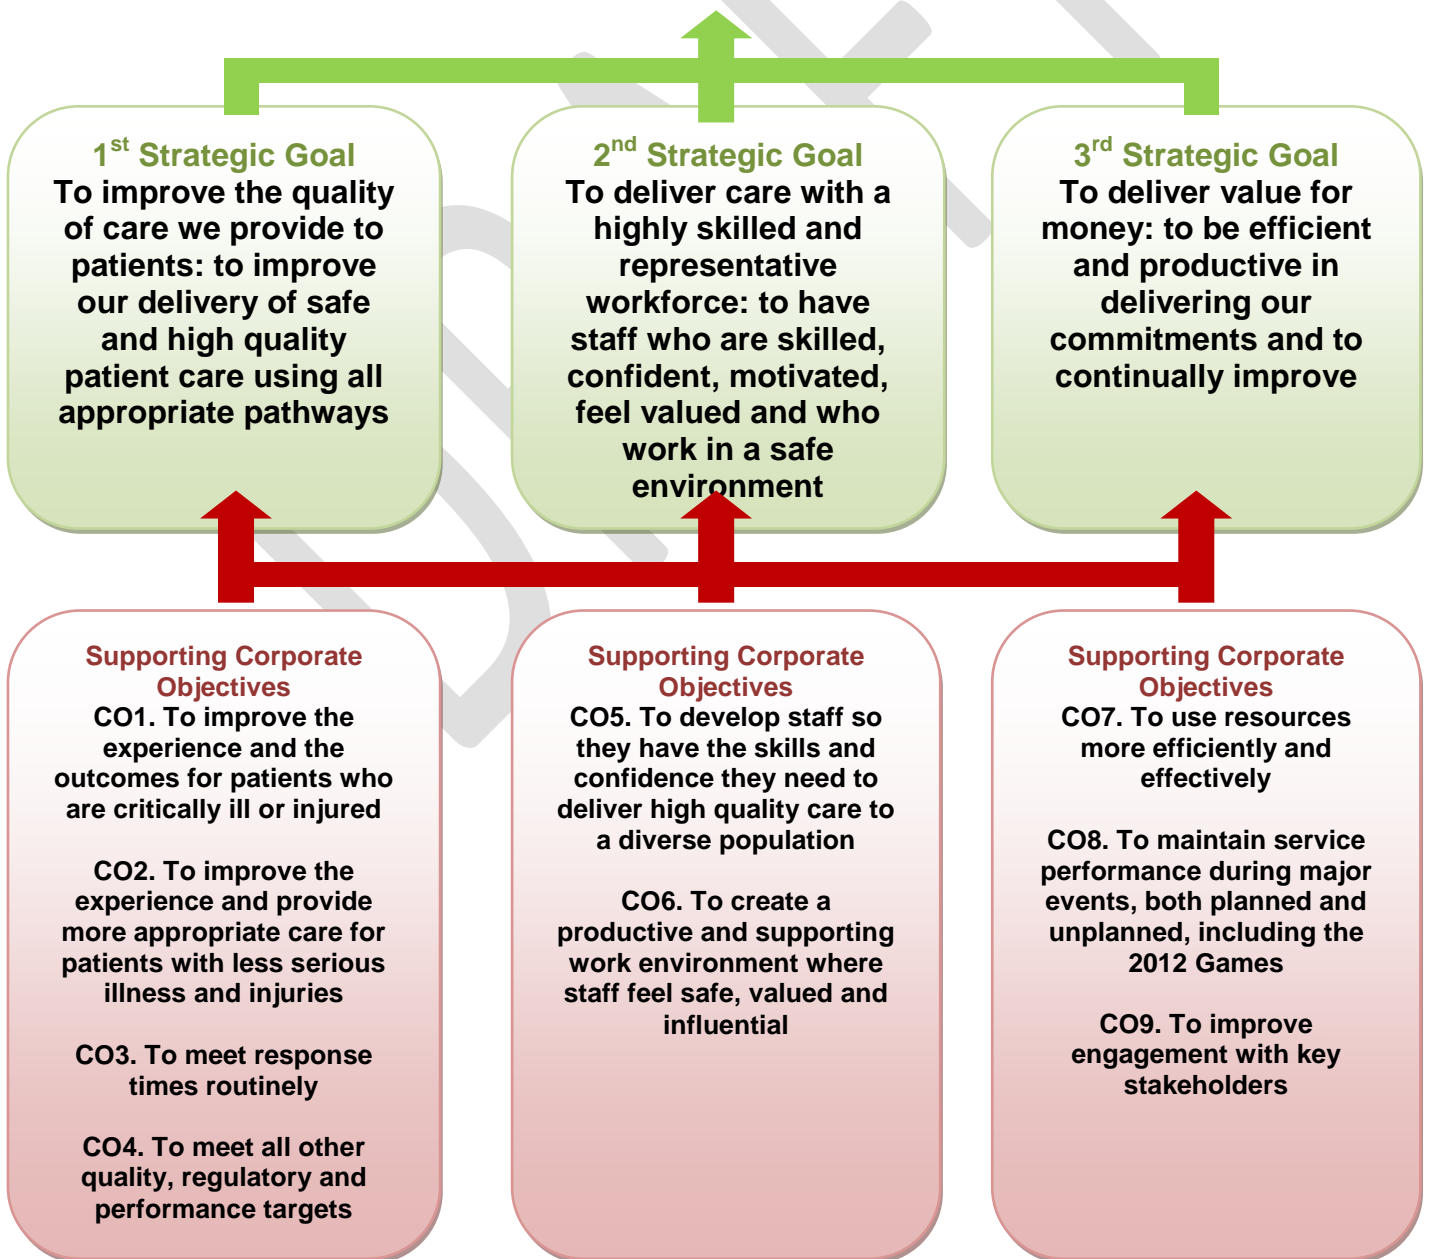 1st Strategic Goal
To improve the quality
of care we provide to
patients: to improve
our delivery of safe
and high quality
patient care using all
appropriate pathways
2nd Strategic Goal
To deliver care with a
highly skilled and
representative
workforce: to have
staff who are skilled,
confident, motivated,
feel valued and who
work in a safe
environment
3rd Strategic Goal
To deliver value for
money: to be efficient
and productive in
delivering our
commitments and to
continually improve
Supporting Corporate
Objectives
CO1. To improve the
experience and the
outcomes for patients who
are critically ill or injured
CO2. To improve the
experience and provide
more appropriate care for
patients with less serious
illness and injuries
CO3. To meet response
times routinely
CO4. To meet all other
quality, regulatory and
performance targets
Supporting Corporate
Objectives
CO5. To develop staff so
they have the skills and
confidence they need to
deliver high quality care to
a diverse population
CO6. To create a
productive and supporting
work environment where
staff feel safe, valued and
influential
Supporting Corporate
Objectives
CO7. To use resources
more efficiently and
effectively
CO8. To maintain service
performance during major
events, both planned and
unplanned, including the
2012 Games
CO9. To improve
engagement with key
stakeholders